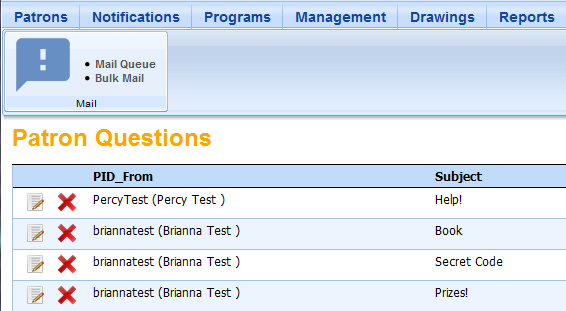 Patrons Notifications Programs Management Drawings Reports
Mail Queue
Bulk Mail
Mail
Patron Questions
PID_From Subject
PercyTest (Percy Test ) Help!
briannatest (Brianna Test ) Book
briannatest (Brianna Test ) Secret Code
briannatest (Brianna Test ) Prizes!